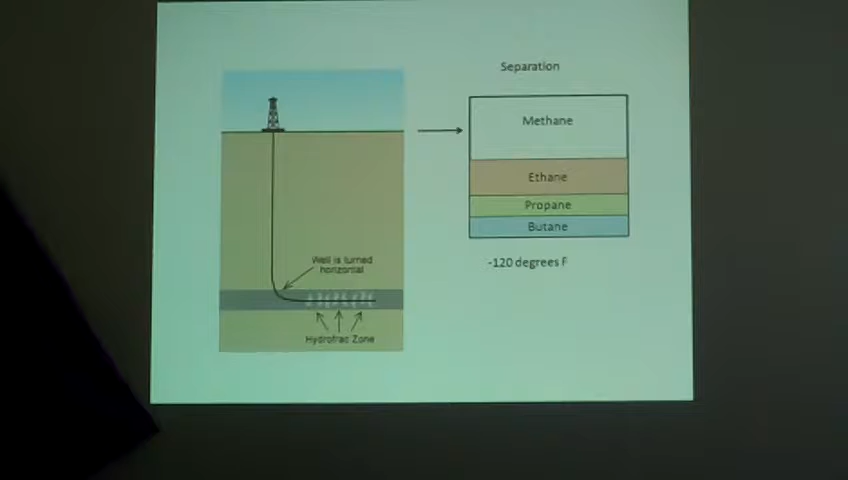 Separation
Methane
Ethane
Propane
Butane
-120 degrees F
Well is turned
horizontal
Hydrofrac Zone